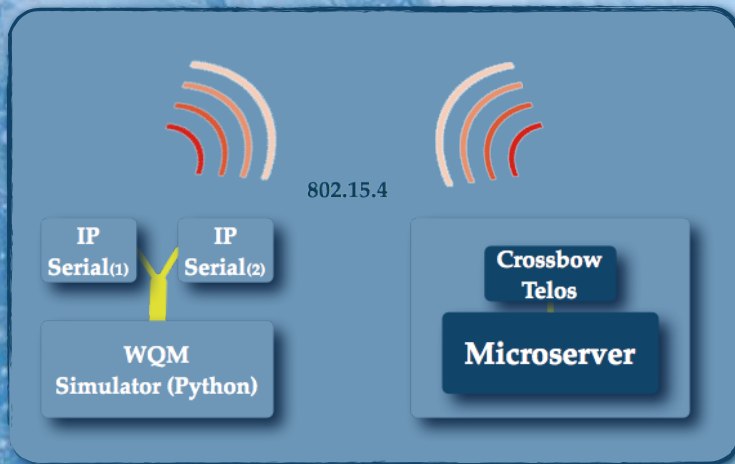 802.15.4
IP
Serial(1)
IP
Serial(2)
WQM
Simulator (Python)
Crossbow
Telos
Microserver